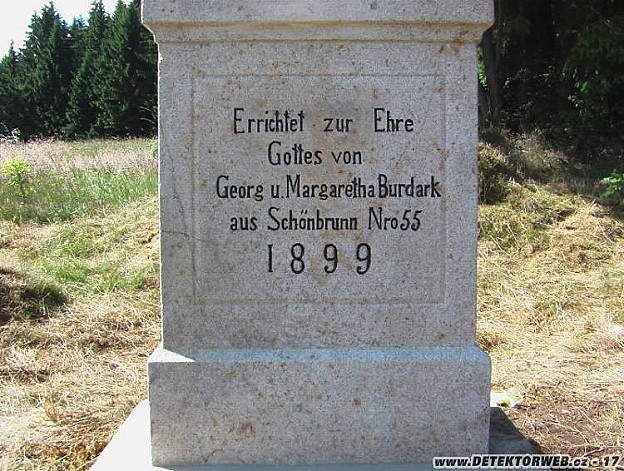 Errichtet zur Ehre
Gottes von
Georg u. Margaretha Burdark
aus Schönbrunn Nro 55
1899
www.DETEKTORWEB.cz - 17